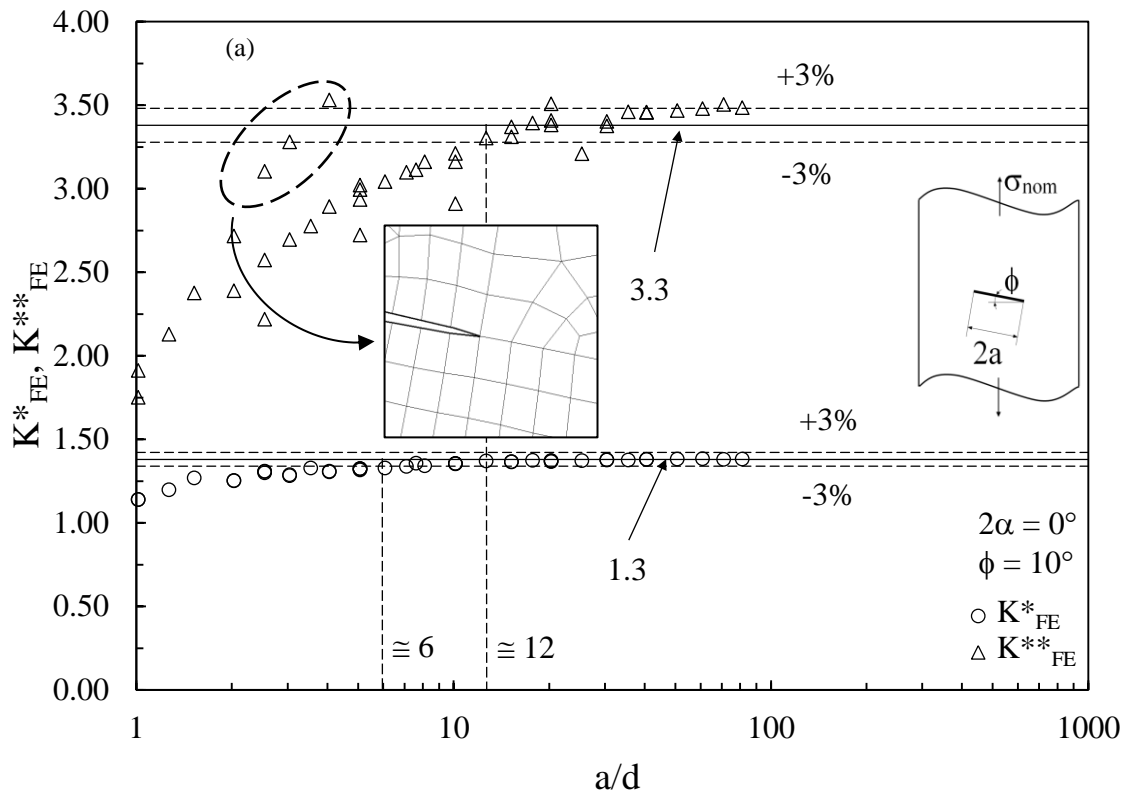 (a)
4.00
3.50
3.00
2.50
2.00
1.50
1.00
0.50
0.00
K*FE, K**FE
+3%
-3%
3.3
σnom
ϕ
2a
+3%
-3%
1.3
2α = 0°
ϕ = 10°
K*FE
K**FE
≅ 6
≅ 12
1
10
100
1000
a/d